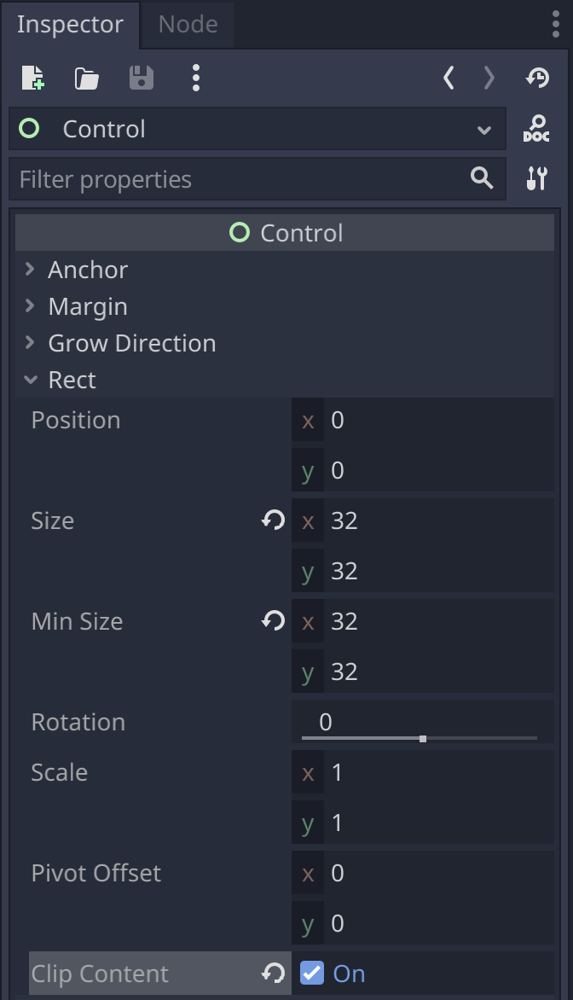 Inspector Node
Control
DOC
Filter properties
Control
Anchor
Margin
Grow Direction
Rect
Position x 0
y 0
Size x 32
y 32
Min Size x 32
y 32
Rotation 0
Scale x 1
y 1
Pivot Offset x 0
y 0
Clip Content On